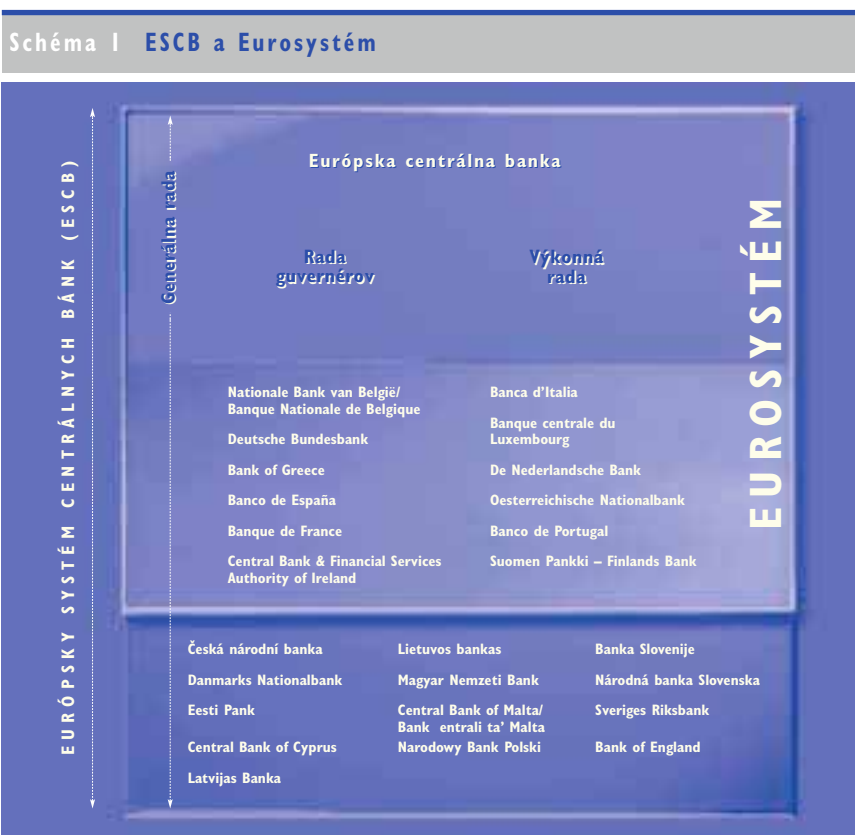 Schéma 1 ESCB a Eurosystém
EURÓPSKY SYSTÉM CENTRÁLNYCH BÁNK (ESCB)
Generálna rada
Európska centrálna banka
Rada
guvernérov
Výkonná
rada
EUROSYSTÉM
Nationale Bank van België/
Banque Nationale de Belgique
Deutsche Bundesbank
Bank of Greece
Banco de España
Banque de France
Central Bank & Financial Services
Authority of Ireland
Banca d'Italia
Banque centrale du
Luxembourg
De Nederlandsche Bank
Oesterreichische Nationalbank
Banco de Portugal
Suomen Pankki – Finlands Bank
Česká národní banka
Danmarks Nationalbank
Eesti Pank
Central Bank of Cyprus
Latvijas Banka
Lietuvos bankas
Magyar Nemzeti Bank
Central Bank of Malta/
Bank entrali ta' Malta
Narodowy Bank Polski
Banka Slovenije
Národná banka Slovenska
Sveriges Riksbank
Bank of England